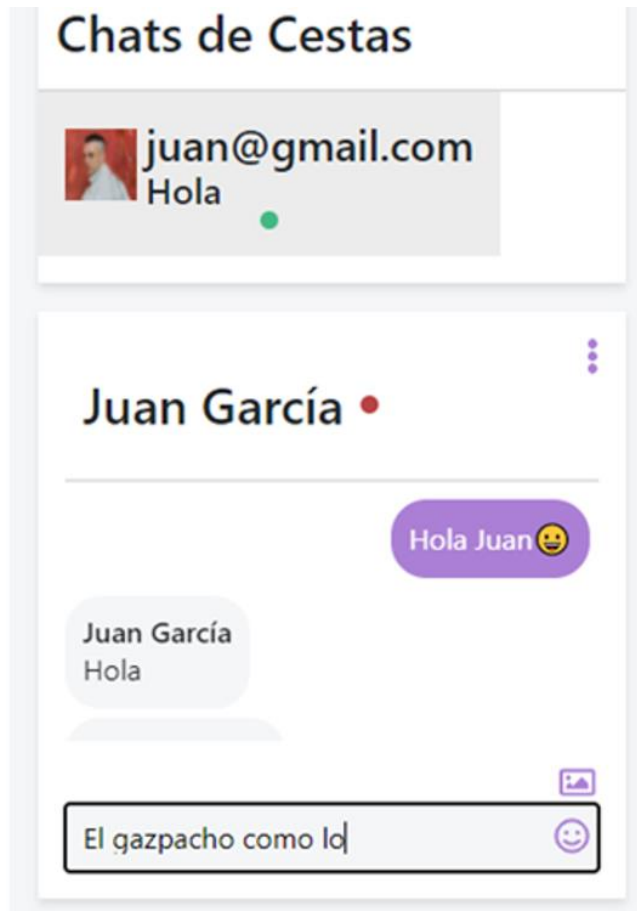 Chats de Cestas
juan@gmail.com
Hola
Juan García
Hola Juan😀
Juan García
Hola
El gazpacho como lo